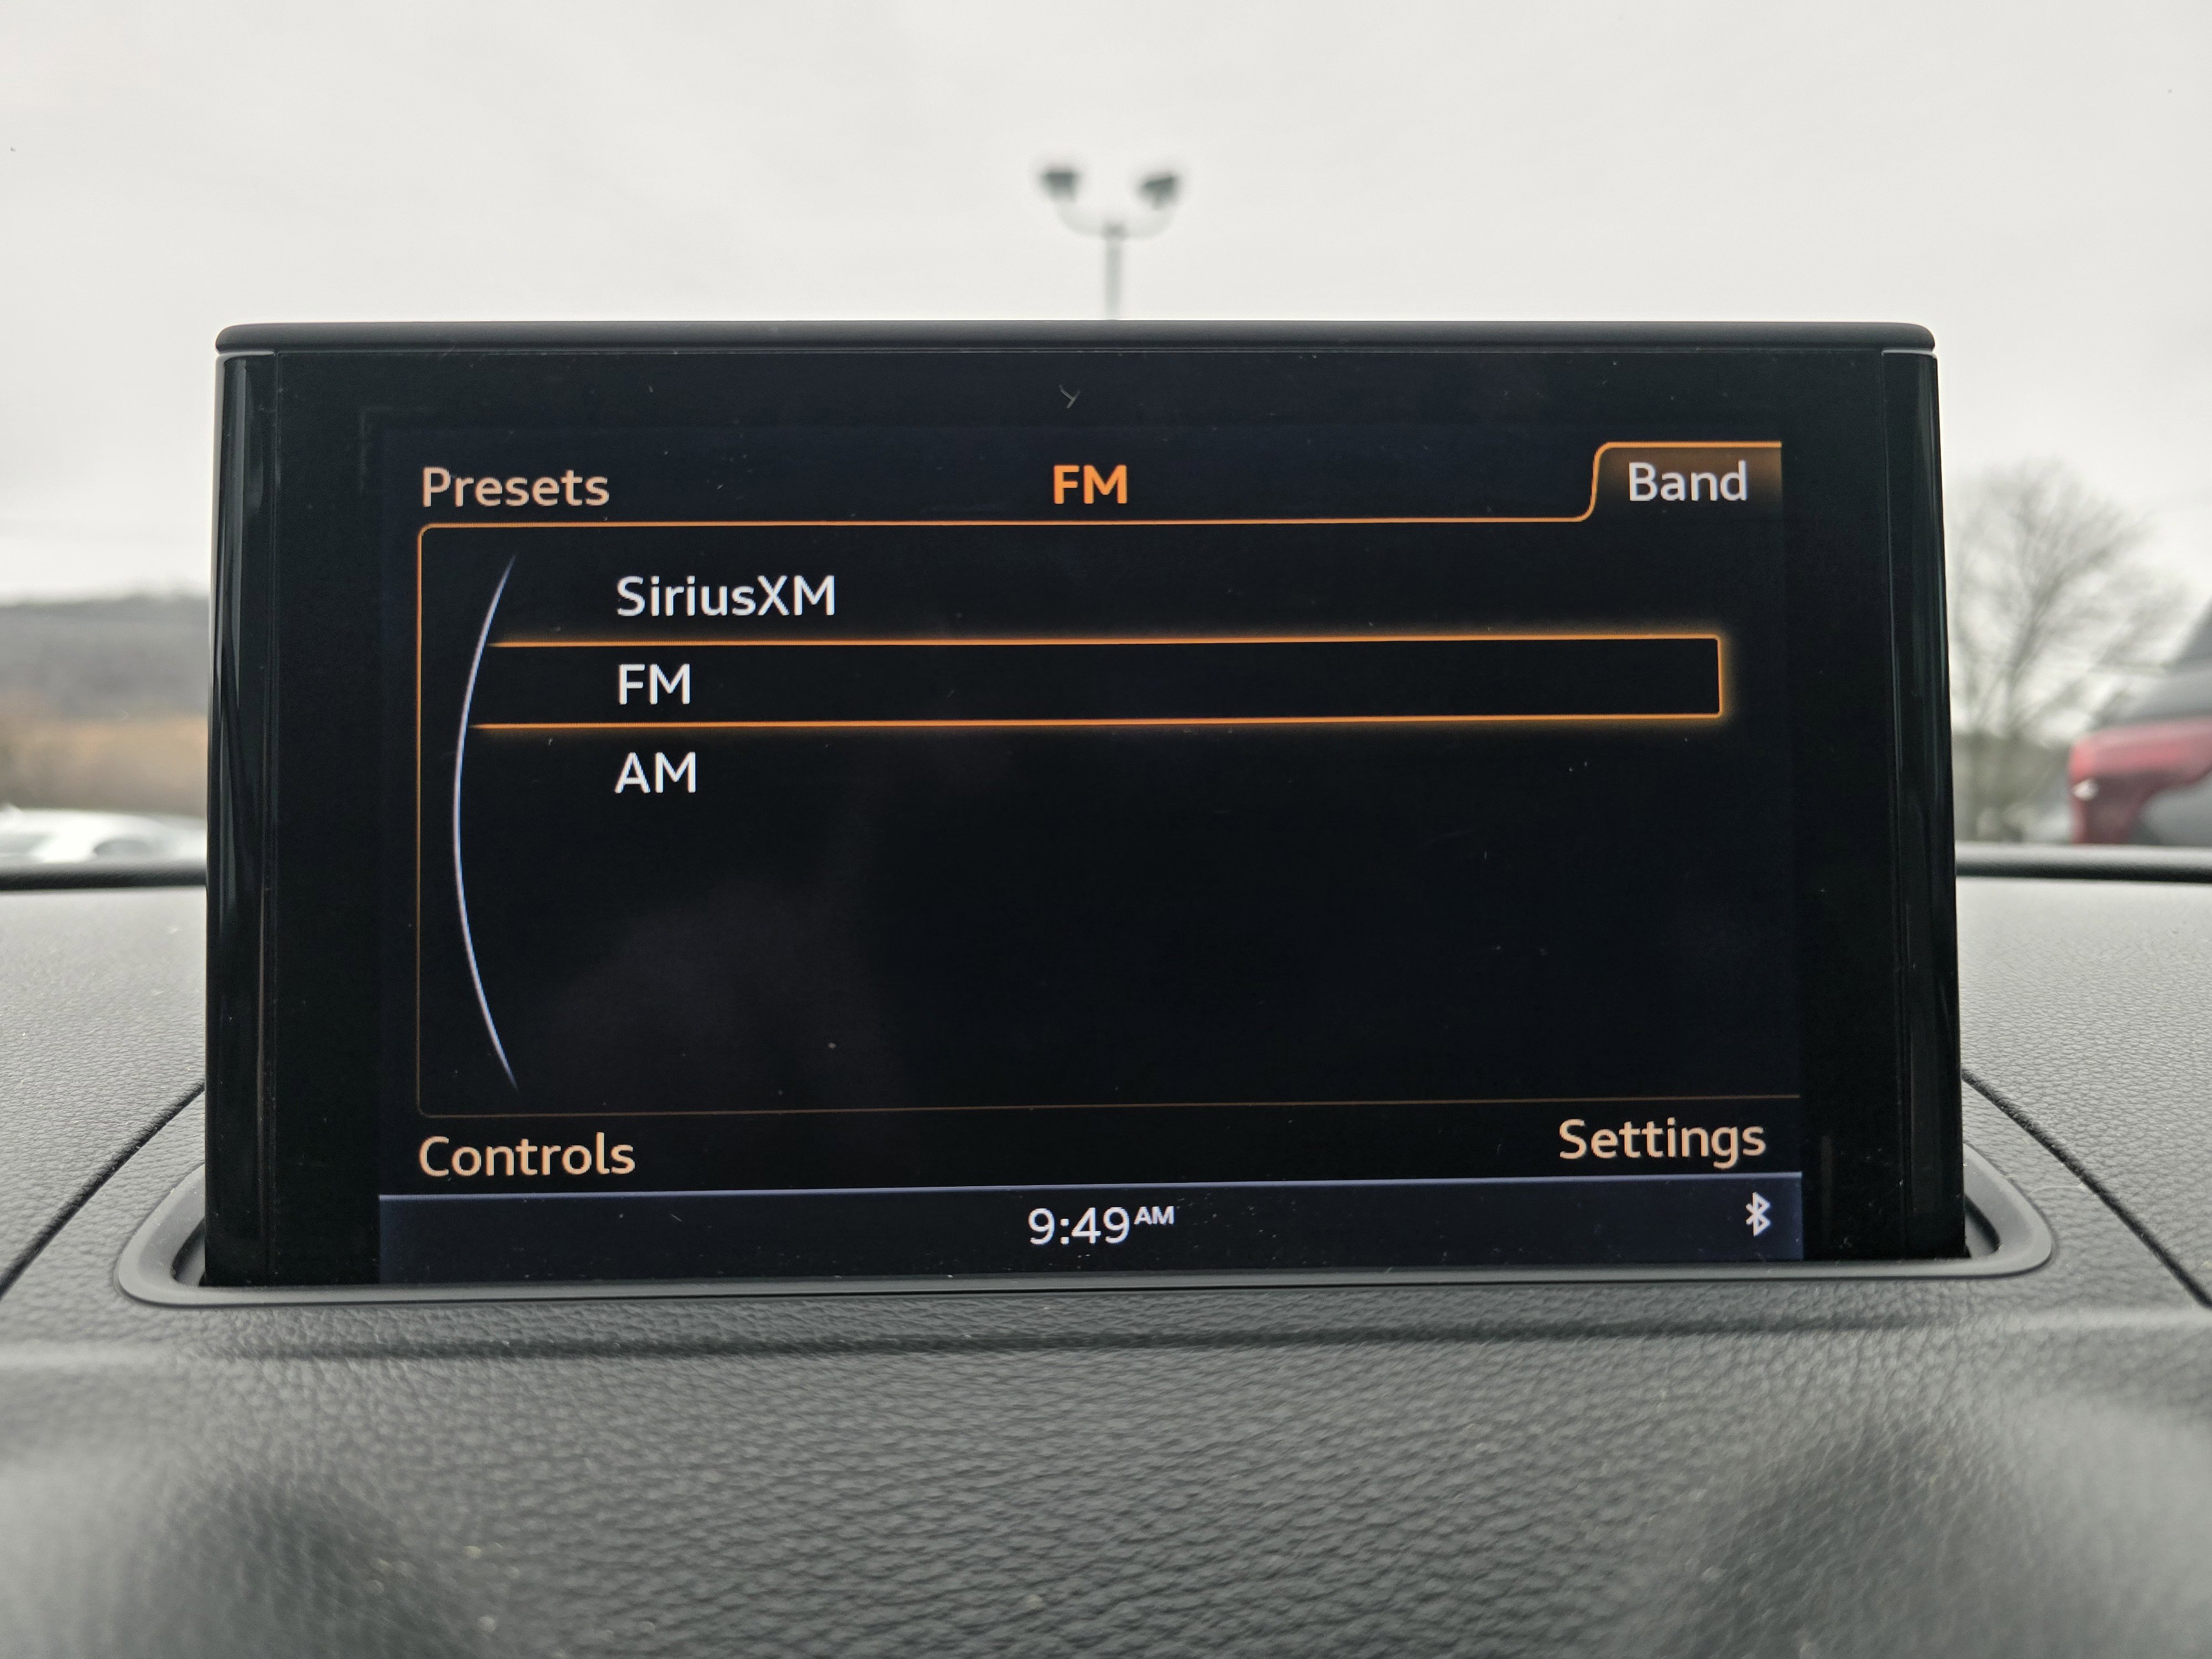 Presets FM Band
SiriusXM
FM
AM
Controls Settings
9:49 AM